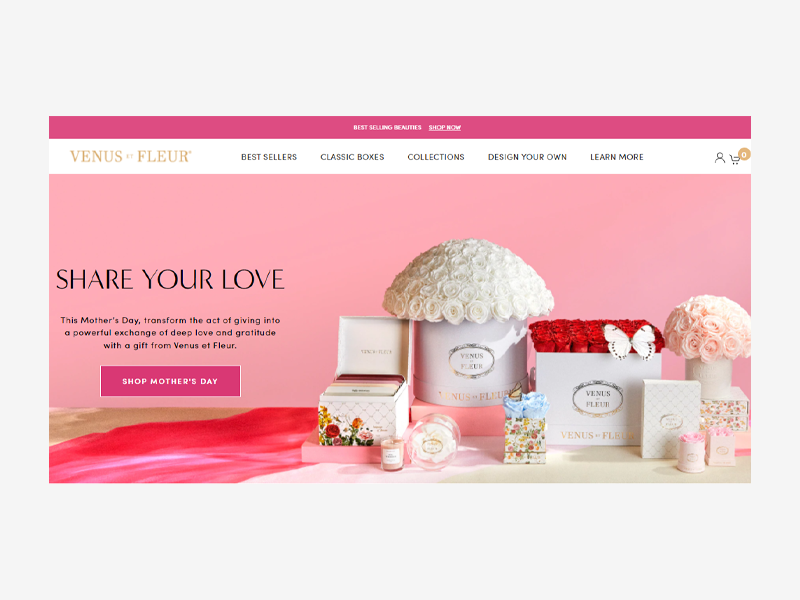 BEST SELLING BEAUTIES SHOP NOW
VENUS ET FLEUR®
BEST SELLERS CLASSIC BOXES COLLECTIONS DESIGN YOUR OWN LEARN MORE
0
SHARE YOUR LOVE
This Mother's Day, transform the act of giving into
a powerful exchange of deep love and gratitude
with a gift from Venus et Fleur.
SHOP MOTHER'S DAY
VENUS ET FLEUR
VENUS
ET
FLEUR
VENUS ET FLEUR
VENUS
ET
FLEUR
VENUS ET FLEUR